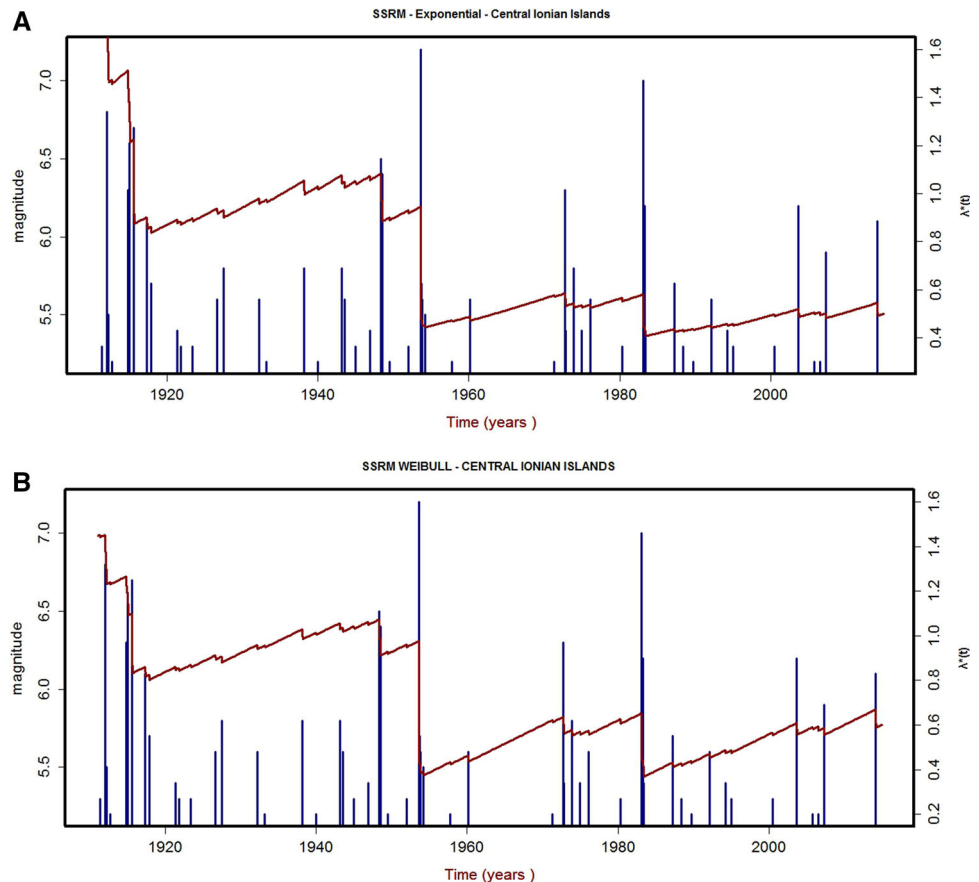 A
SSRM - Exponential - Central Ionian Islands
magnitude
7.0
6.5
6.0
5.5
1.6
1.4
1.2
1.0
0.8
0.6
0.4
λ*(t)
1920 1940 1960 1980 2000
Time (years )
B
SSRM WEIBULL - CENTRAL IONIAN ISLANDS
magnitude
7.0
6.5
6.0
5.5
1.6
1.4
1.2
1.0
0.8
0.6
0.4
0.2
λ*(t)
1920 1940 1960 1980 2000
Time (years )